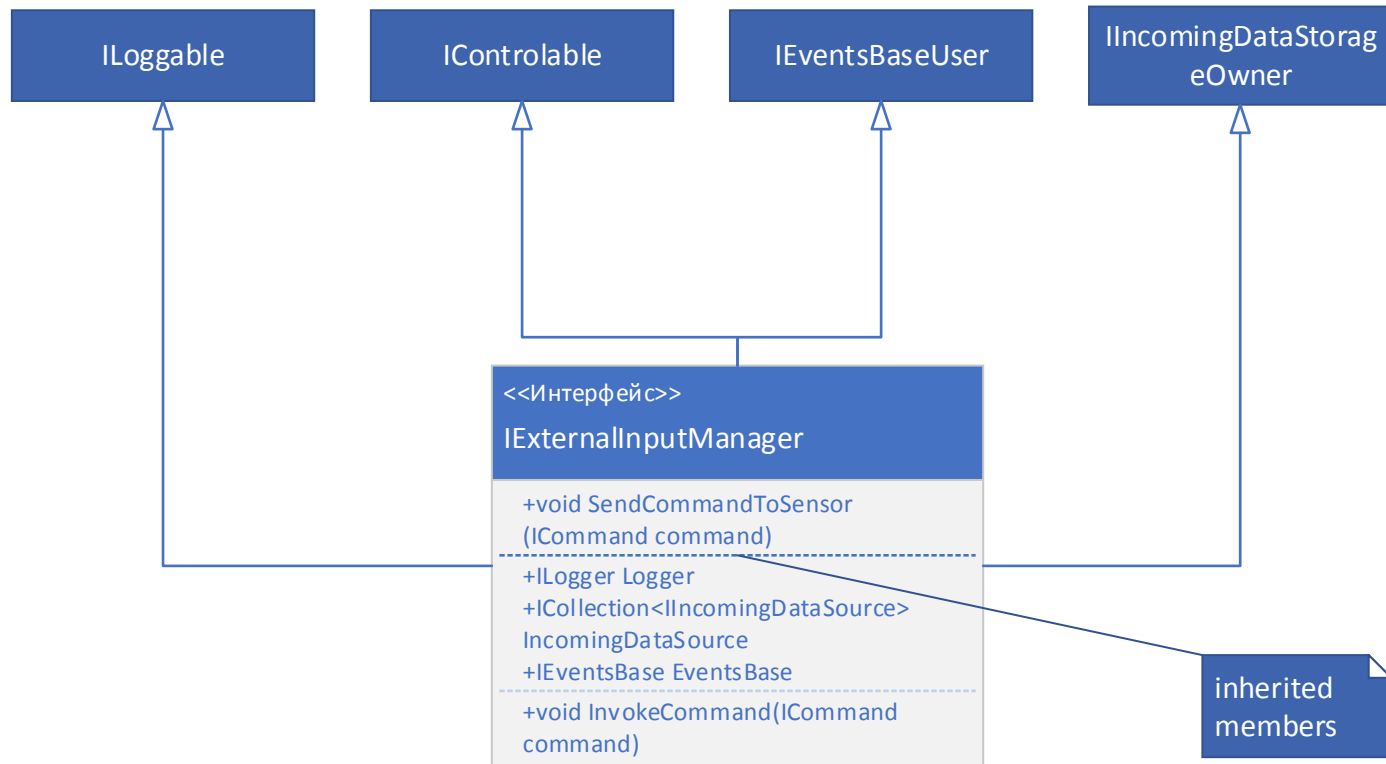 ILoggable
IControlable
IEventsBaseUser
IIncomingDataStorag
eOwner
<<Интерфейс>>
IExternalInputManager
+void SendCommandToSensor
(ICommand command)
+ILogger Logger
+ICollection<IIncomingDataSource>
IncomingDataSource
+IEventsBase EventsBase
+void InvokeCommand(ICommand
command)
inherited
members